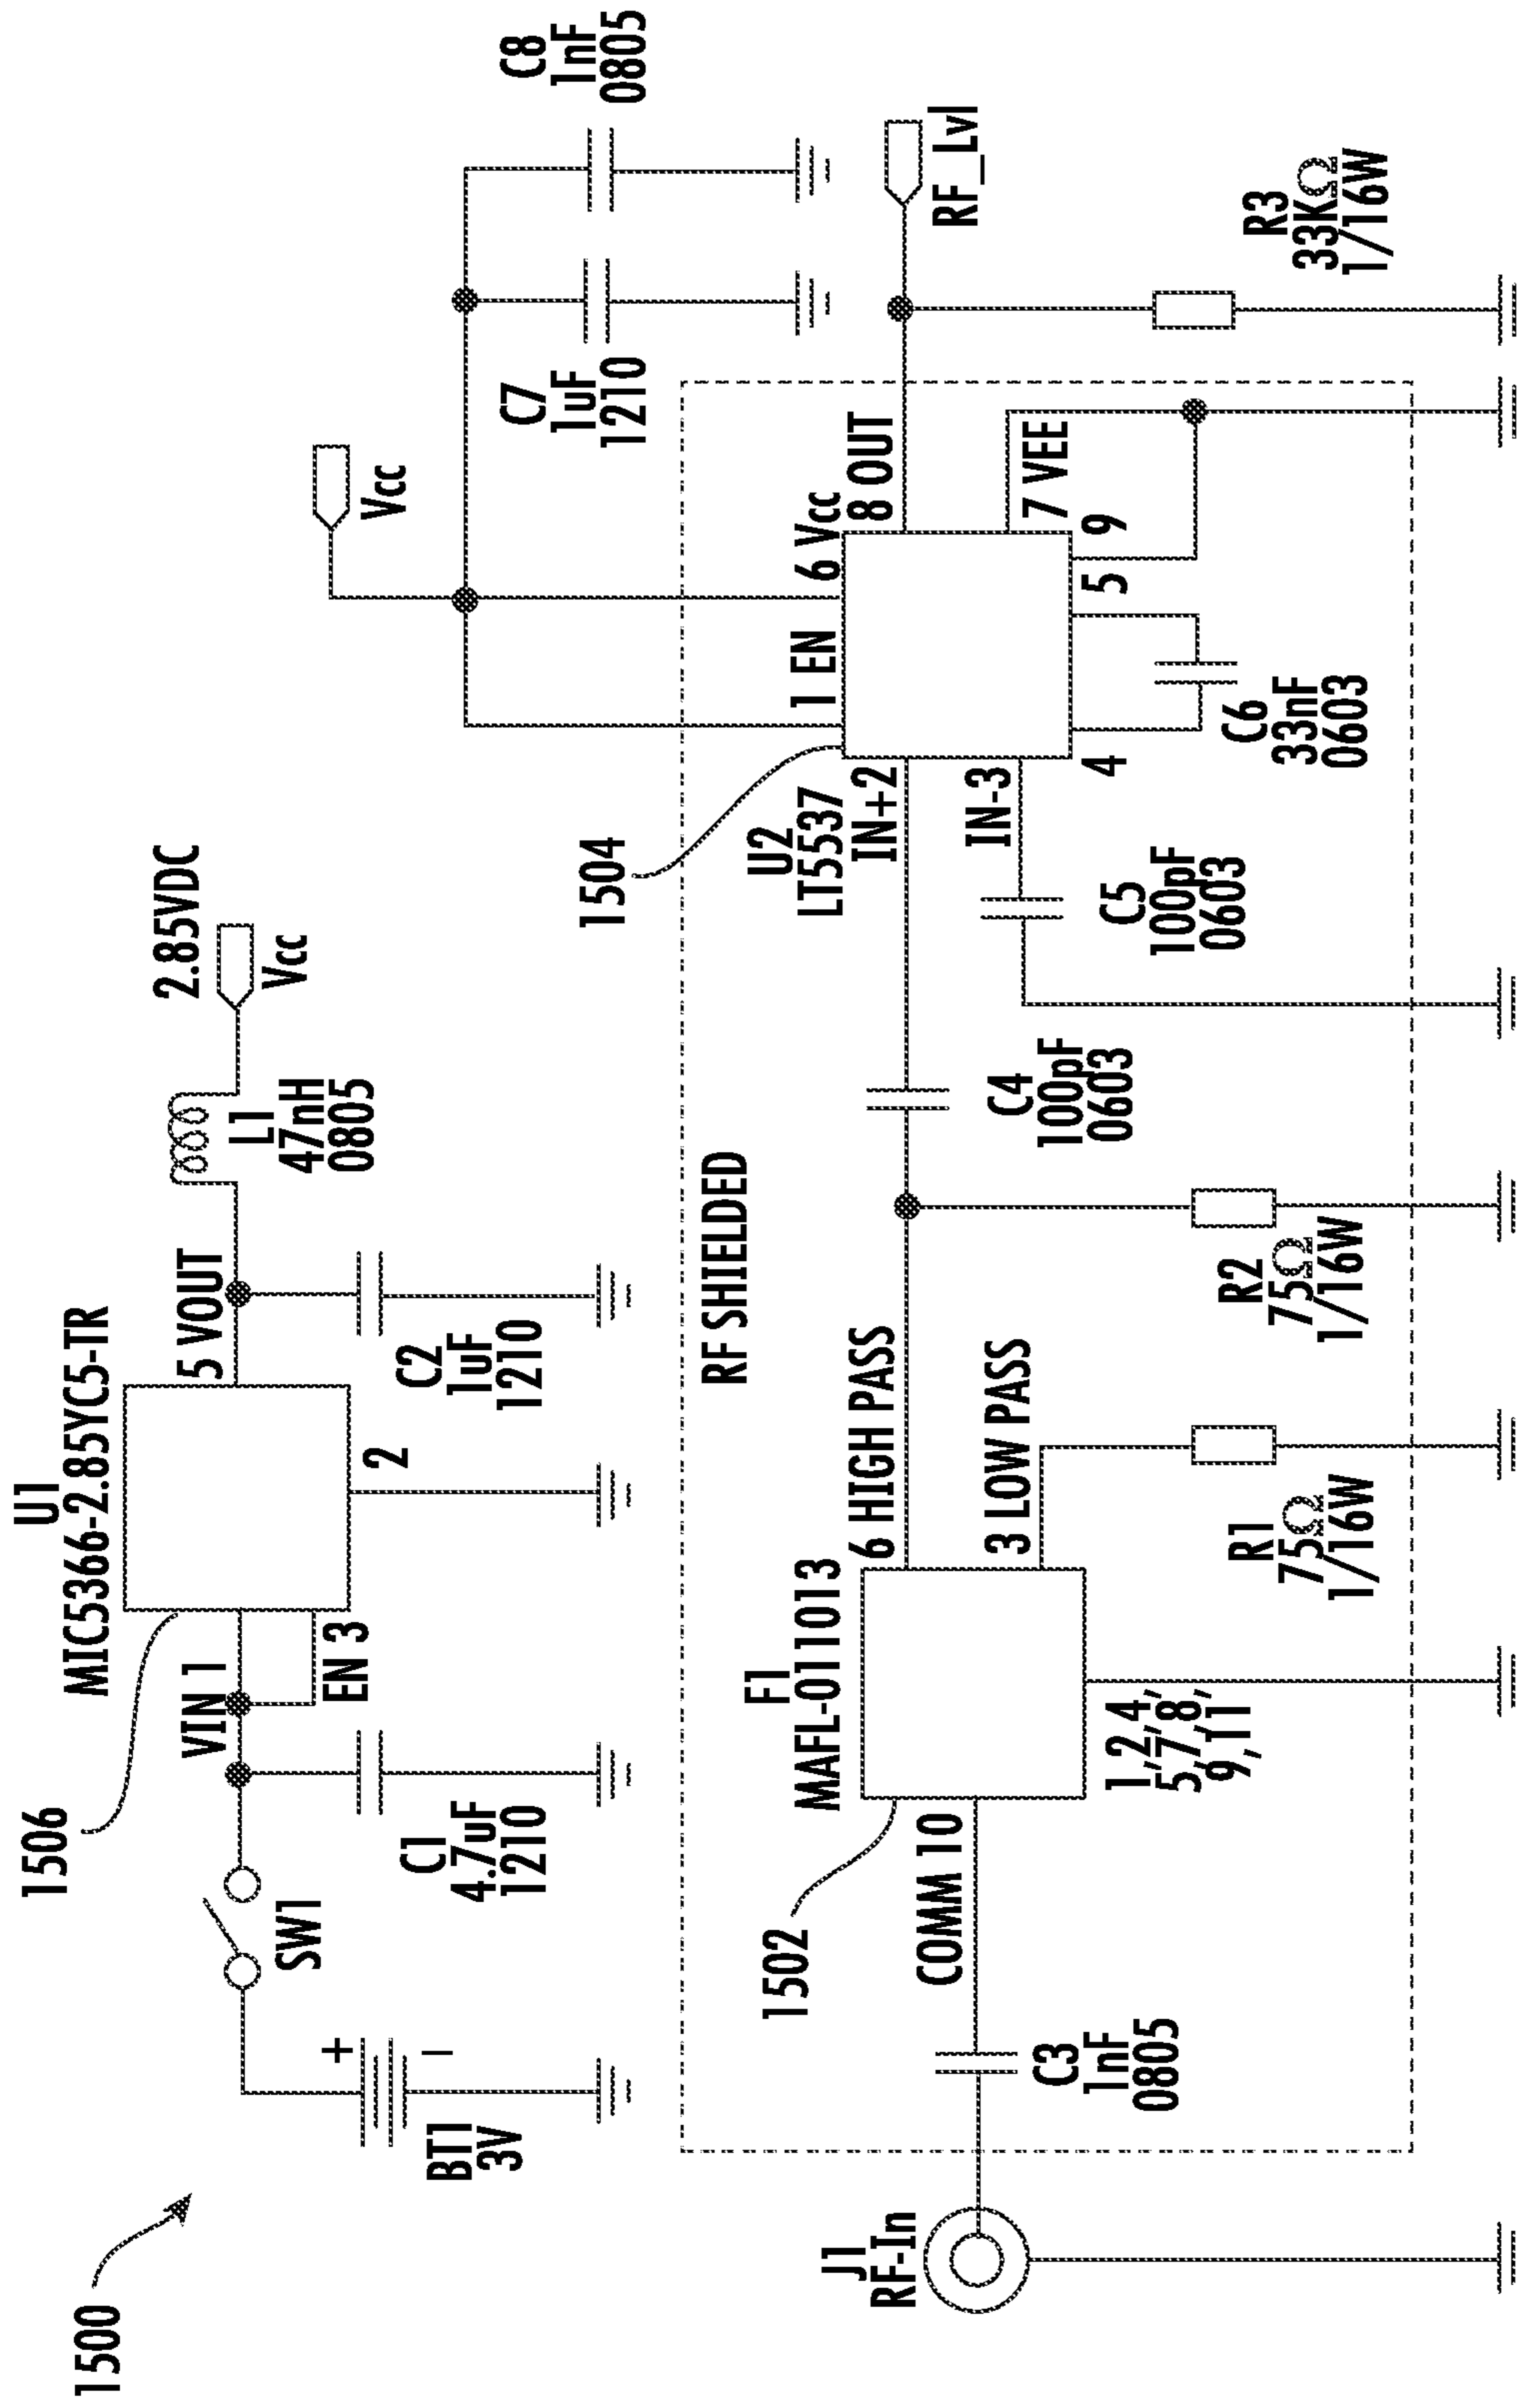 1500
1506
U1
MIC5366-2.85YC5-TR
VIN 1
EN 3
5 VOUT
2
SW1
+
−
BT1
3V
C1
4.7uF
1210
C2
1uF
1210
L1
47nH
0805
2.85VDC
Vcc
Vcc
C7
1uF
1210
C8
1nF
0805
RF SHIELDED
J1
RF-In
C3
1nF
0805
COMM 10
1502
F1
MAFL-011013
6 HIGH PASS
3 LOW PASS
1,2,4,
5,7,8,
9,11
R1
75Ω
1/16W
R2
75Ω
1/16W
C4
100pF
0603
C5
100pF
0603
1504
U2
LT5537
IN+2
IN-3
1 EN
6 Vcc
8 OUT
7 VEE
4
5
9
C6
33nF
0603
RF_Lvl
R3
33KΩ
1/16W